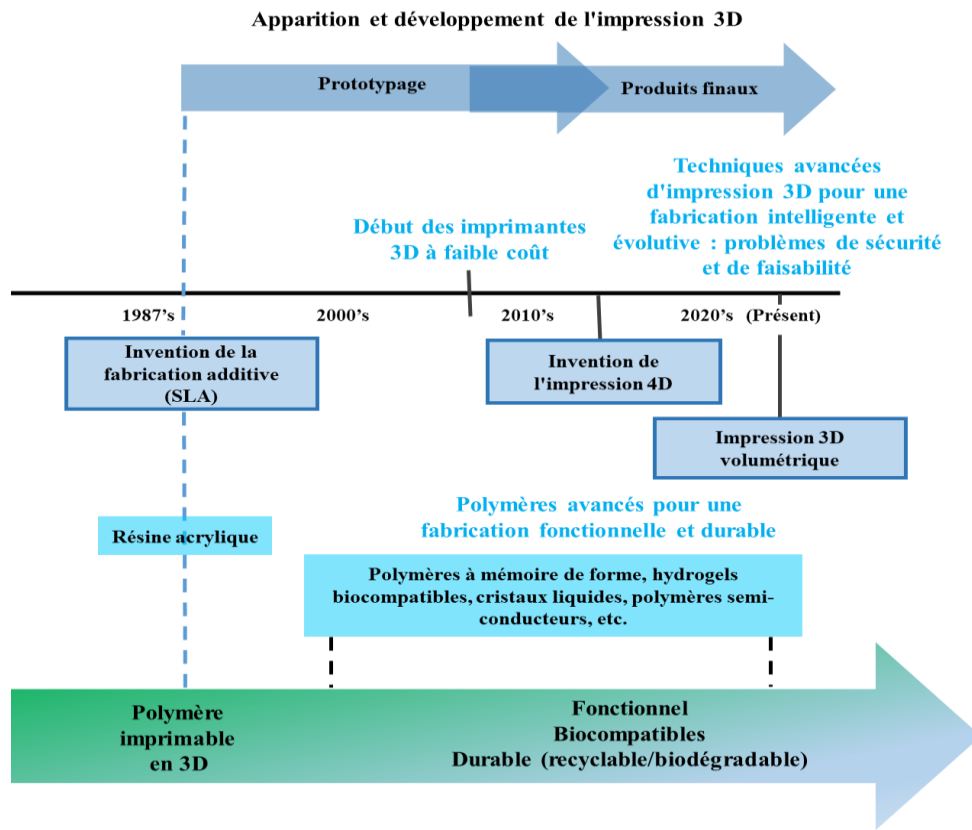 Apparition et développement de l'impression 3D
Prototypage
Produits finaux
Techniques avancées
d'impression 3D pour une
fabrication intelligente et
évolutive : problèmes de sécurité
et de faisabilité
Début des imprimantes
3D à faible coût
1987's
2000's
2010's
2020's (Présent)
Invention de la
fabrication additive
(SLA)
Invention de
l'impression 4D
Impression 3D
volumétrique
Polymères avancés pour une
fabrication fonctionnelle et durable
Résine acrylique
Polymères à mémoire de forme, hydrogels
biocompatibles, cristaux liquides, polymères semi-
conducteurs, etc.
Polymère
imprimable
en 3D
Fonctionnel
Biocompatibles
Durable (recyclable/biodégradable)